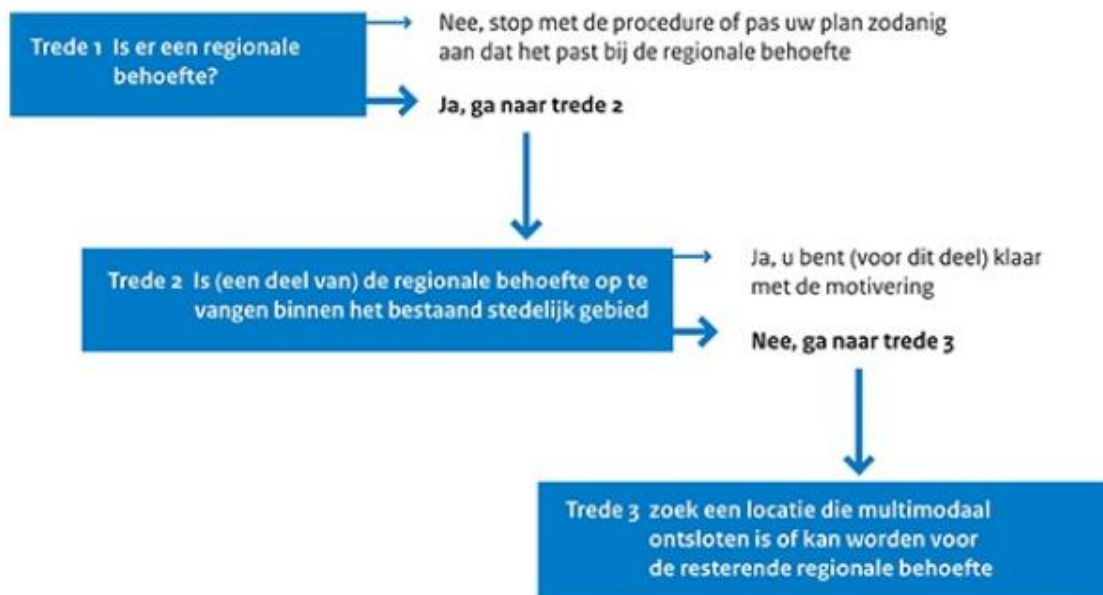 Trede 1 Is er een regionale
behoefte?
Nee, stop met de procedure of pas uw plan zodanig
aan dat het past bij de regionale behoefte
Ja, ga naar trede 2
Trede 2 Is (een deel van) de regionale behoefte op te
vangen binnen het bestaand stedelijk gebied
Ja, u bent (voor dit deel) klaar
met de motivering
Nee, ga naar trede 3
Trede 3 zoek een locatie die multimodaal
ontsloten is of kan worden voor
de resterende regionale behoefte